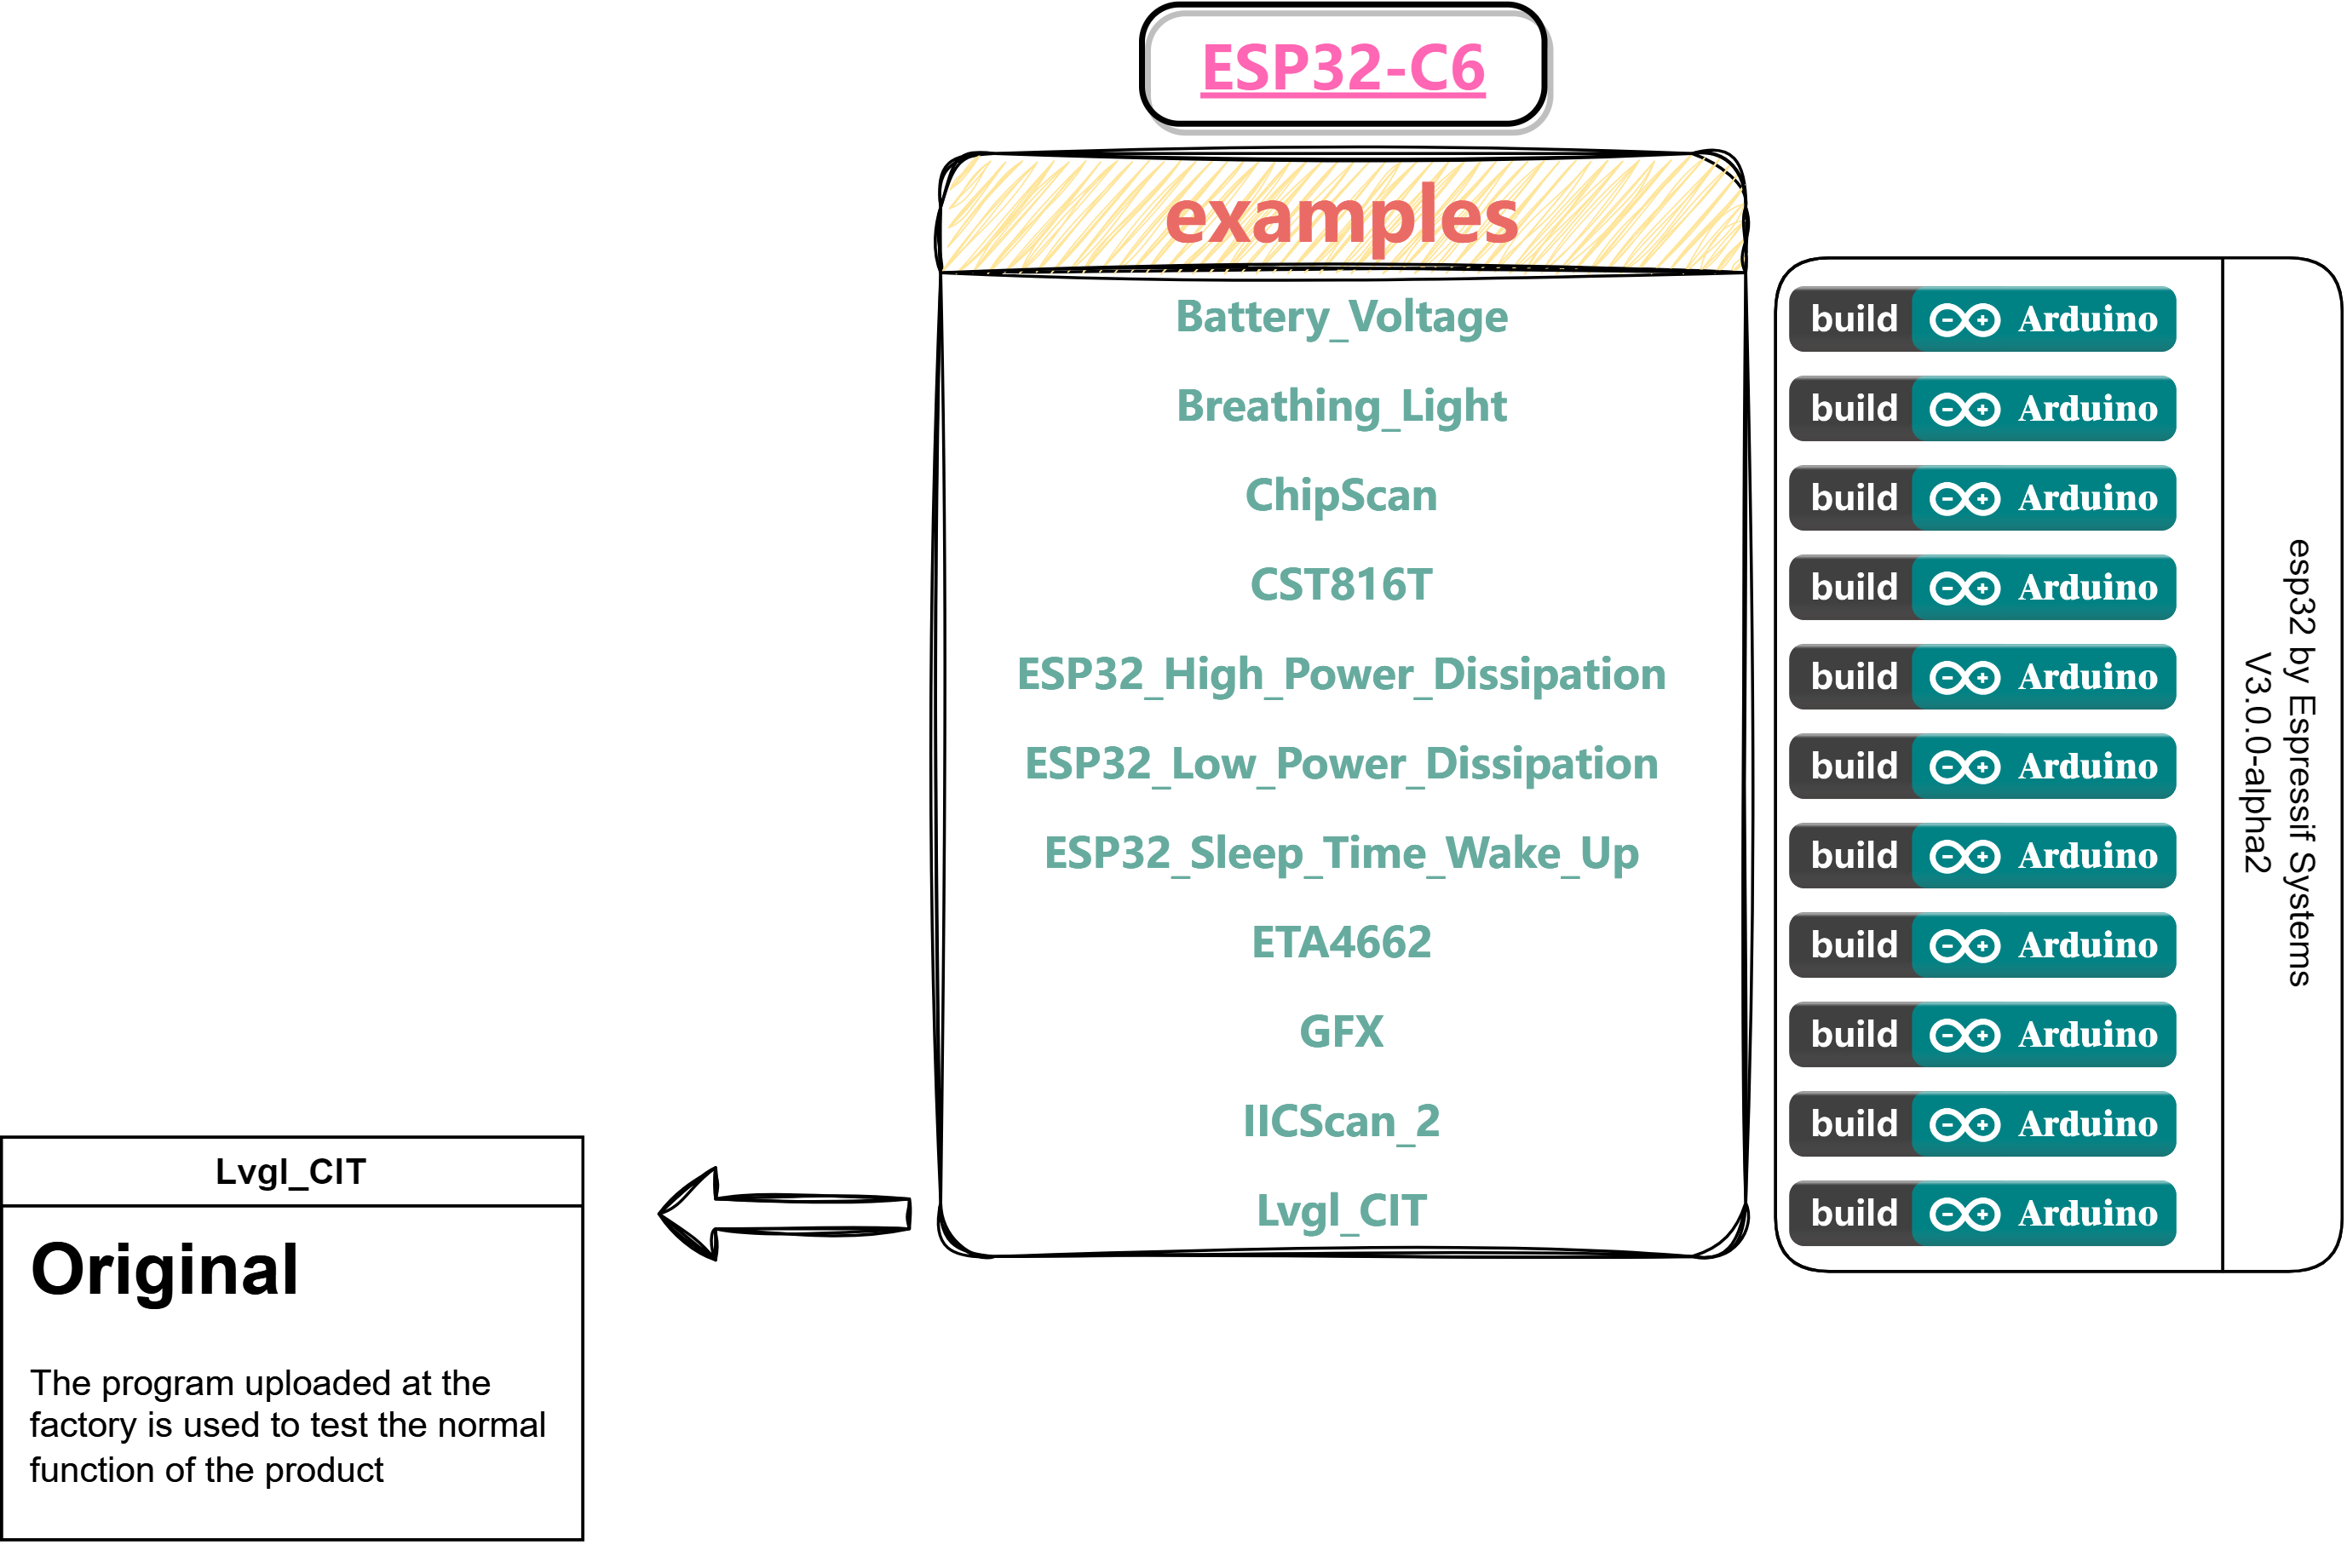 ESP32-C6
examples
Battery_Voltage
Breathing_Light
ChipScan
CST816T
ESP32_High_Power_Dissipation
ESP32_Low_Power_Dissipation
ESP32_Sleep_Time_Wake_Up
ETA4662
GFX
IICScan_2
Lvgl_CIT
build Arduino
build Arduino
build Arduino
build Arduino
build Arduino
build Arduino
build Arduino
build Arduino
build Arduino
build Arduino
build Arduino
esp32 by Espressif Systems
V3.0.0-alpha2
Lvgl_CIT
Original
The program uploaded at the
factory is used to test the normal
function of the product